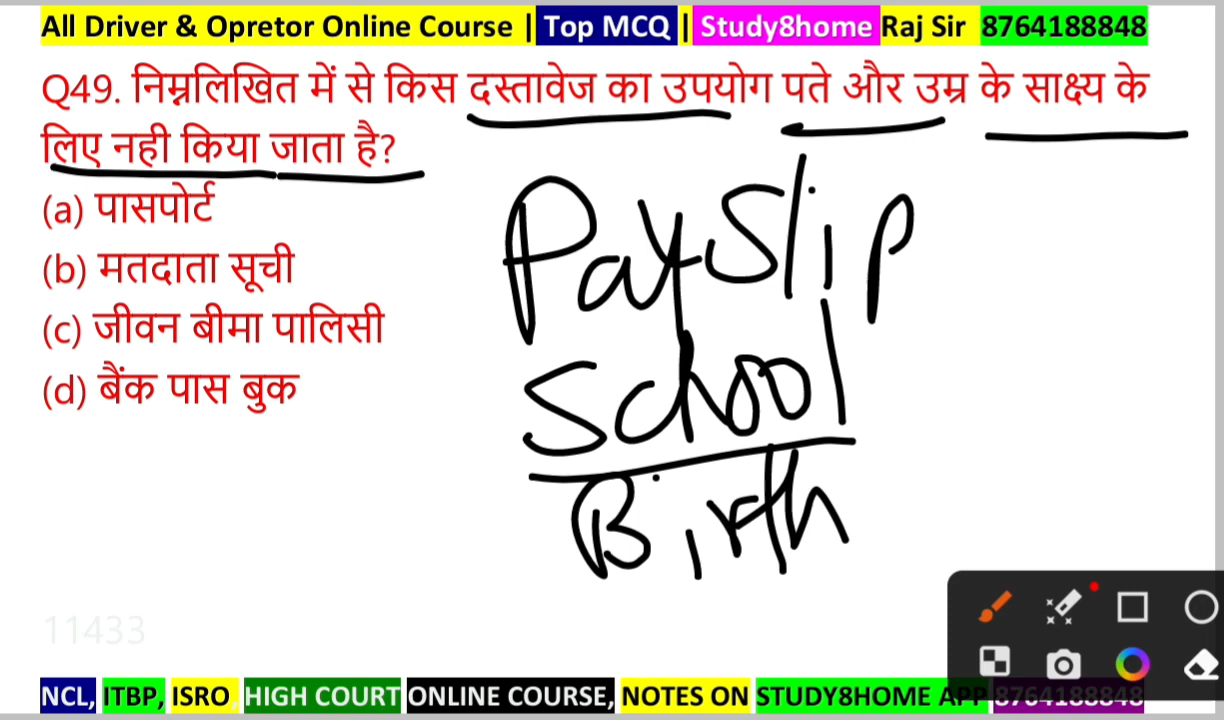 All Driver & Opretor Online Course | Top MCQ | Study8home Raj Sir 8764188848
Q49. निम्नलिखित में से किस दस्तावेज का उपयोग पते और उम्र के साक्ष्य के
लिए नही किया जाता है?
(a) पासपोर्ट
(b) मतदाता सूची
(c) जीवन बीमा पालिसी
(d) बैंक पास बुक
Payslip
School
Birth
11433
NCL, ITBP, ISRO, HIGH COURT ONLINE COURSE, NOTES ON STUDY8HOME APP 8764188848